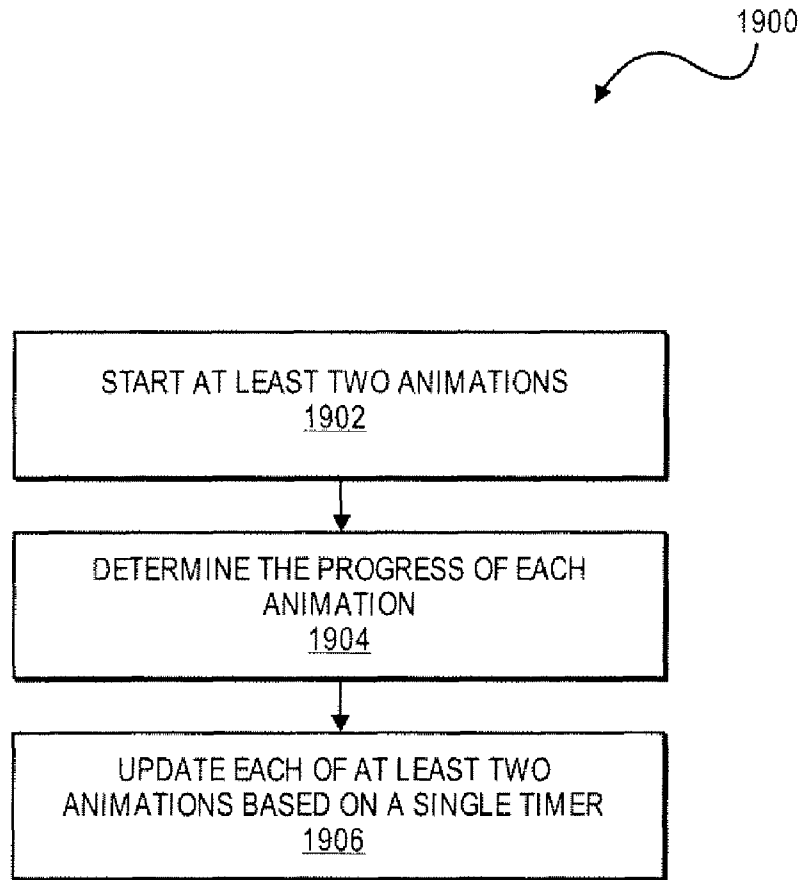 1900
START AT LEAST TWO ANIMATIONS
1902
DETERMINE THE PROGRESS OF EACH
ANIMATION
1904
UPDATE EACH OF AT LEAST TWO
ANIMATIONS BASED ON A SINGLE TIMER
1906